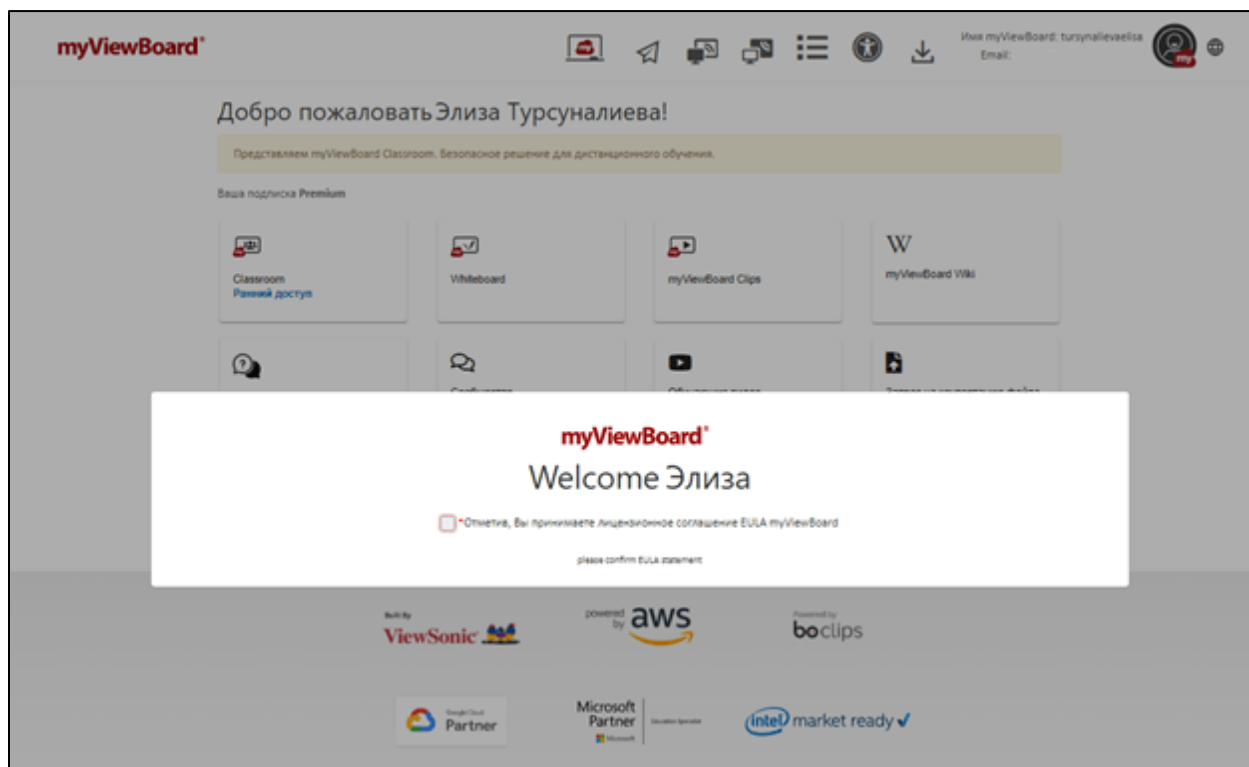 myViewBoard®
Имя myViewBoard: tursynalievaelisa
Email:
my
Добро пожаловать Элиза Турсуналиева!
Представляем myViewBoard Classroom. Безопасное решение для дистанционного обучения.
Ваша подписка Premium
Classroom
Ранний доступ
Whiteboard
myViewBoard Clips
W
myViewBoard Wiki
myViewBoard®
Welcome Элиза
*Отметив, Вы принимаете лицензионное соглашение EULA myViewBoard
please confirm EULA statement
Built By
ViewSonic®
powered by aws
Powered by
boclips
Google Cloud
Partner
Microsoft
Partner
Microsoft
Education Specialist
intel market ready